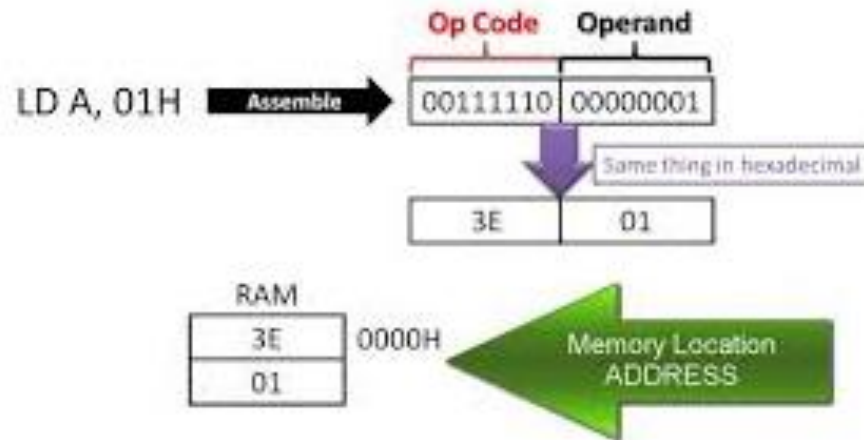 Op Code Operand
LD A, 01H Assemble 00111110 00000001
Same thing in hexadecimal
3E 01
RAM
3E 0000H
01
Memory Location
ADDRESS